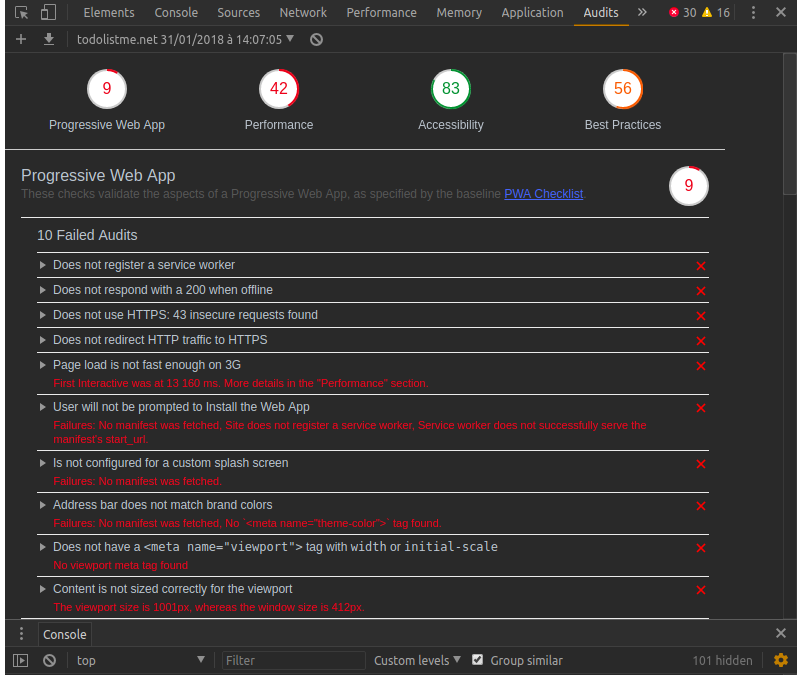 Elements Console Sources Network Performance Memory Application Audits » 30 16
todolistme.net 31/01/2018 à 14:07:05
9 42 83 56
Progressive Web App Performance Accessibility Best Practices
Progressive Web App
These checks validate the aspects of a Progressive Web App, as specified by the baseline PWA Checklist.
9
10 Failed Audits
Does not register a service worker
Does not respond with a 200 when offline
Does not use HTTPS: 43 insecure requests found
Does not redirect HTTP traffic to HTTPS
Page load is not fast enough on 3G
First Interactive was at 13 160 ms. More details in the "Performance" section.
User will not be prompted to Install the Web App
Failures: No manifest was fetched, Site does not register a service worker, Service worker does not successfully serve the
manifest's start_url.
Is not configured for a custom splash screen
Failures: No manifest was fetched.
Address bar does not match brand colors
Failures: No manifest was fetched, No `<meta name="theme-color">` tag found.
Does not have a <meta name="viewport"> tag with width or initial-scale
No viewport meta tag found
Content is not sized correctly for the viewport
The viewport size is 1001px, whereas the window size is 412px.
Console
top Filter Custom levels Group similar 101 hidden